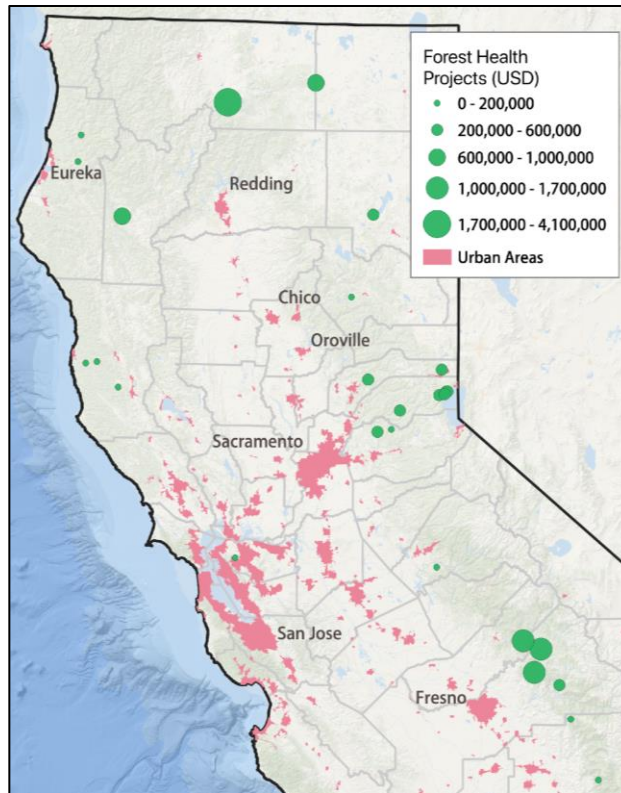 Forest Health
Projects (USD)
0 - 200,000
200,000 - 600,000
600,000 - 1,000,000
1,000,000 - 1,700,000
1,700,000 - 4,100,000
Urban Areas
Eureka
Redding
Chico
Oroville
Sacramento
San Jose
Fresno